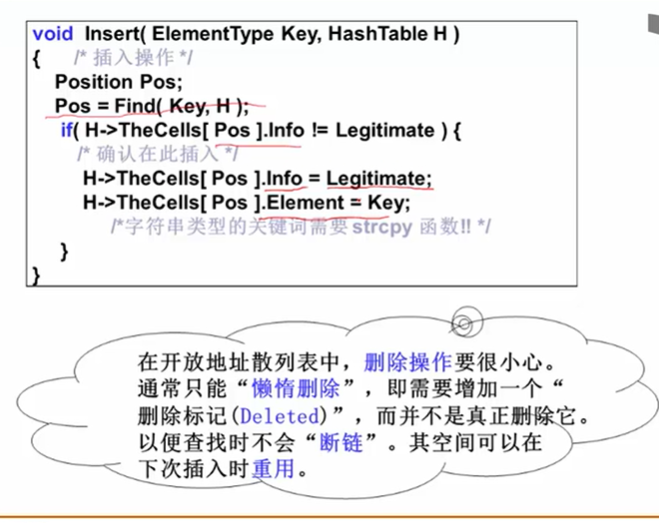 void Insert( ElementType Key, HashTable H )
{ /* 插入操作 */
Position Pos;
Pos = Find( Key, H );
if( H->TheCells[ Pos ].Info != Legitimate ) {
/* 确认在此插入 */
H->TheCells[ Pos ].Info = Legitimate;
H->TheCells[ Pos ].Element = Key;
/*字符串类型的关键词需要 strcpy 函数!! */
}
}
在开放地址散列表中，删除操作要很小心。
通常只能“懒惰删除”，即需要增加一个“
删除标记(Deleted)”，而并不是真正删除它。
以便查找时不会“断链”。其空间可以在
下次插入时重用。